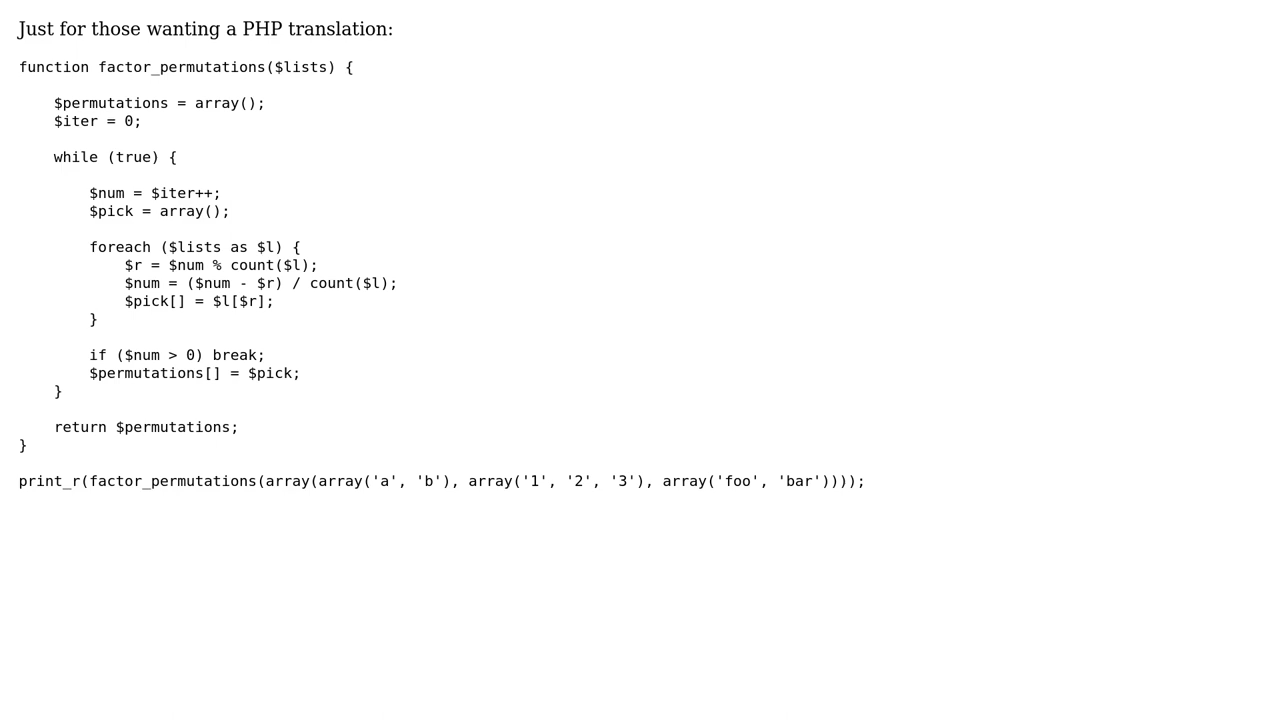 Just for those wanting a PHP translation:
function factor_permutations($lists) {
    $permutations = array();
    $iter = 0;
    while (true) {
        $num = $iter++;
        $pick = array();
        foreach ($lists as $l) {
            $r = $num % count($l);
            $num = ($num - $r) / count($l);
            $pick[] = $l[$r];
        }
        if ($num > 0) break;
        $permutations[] = $pick;
    }
    return $permutations;
}
print_r(factor_permutations(array(array('a', 'b'), array('1', '2', '3'), array('foo', 'bar'))));